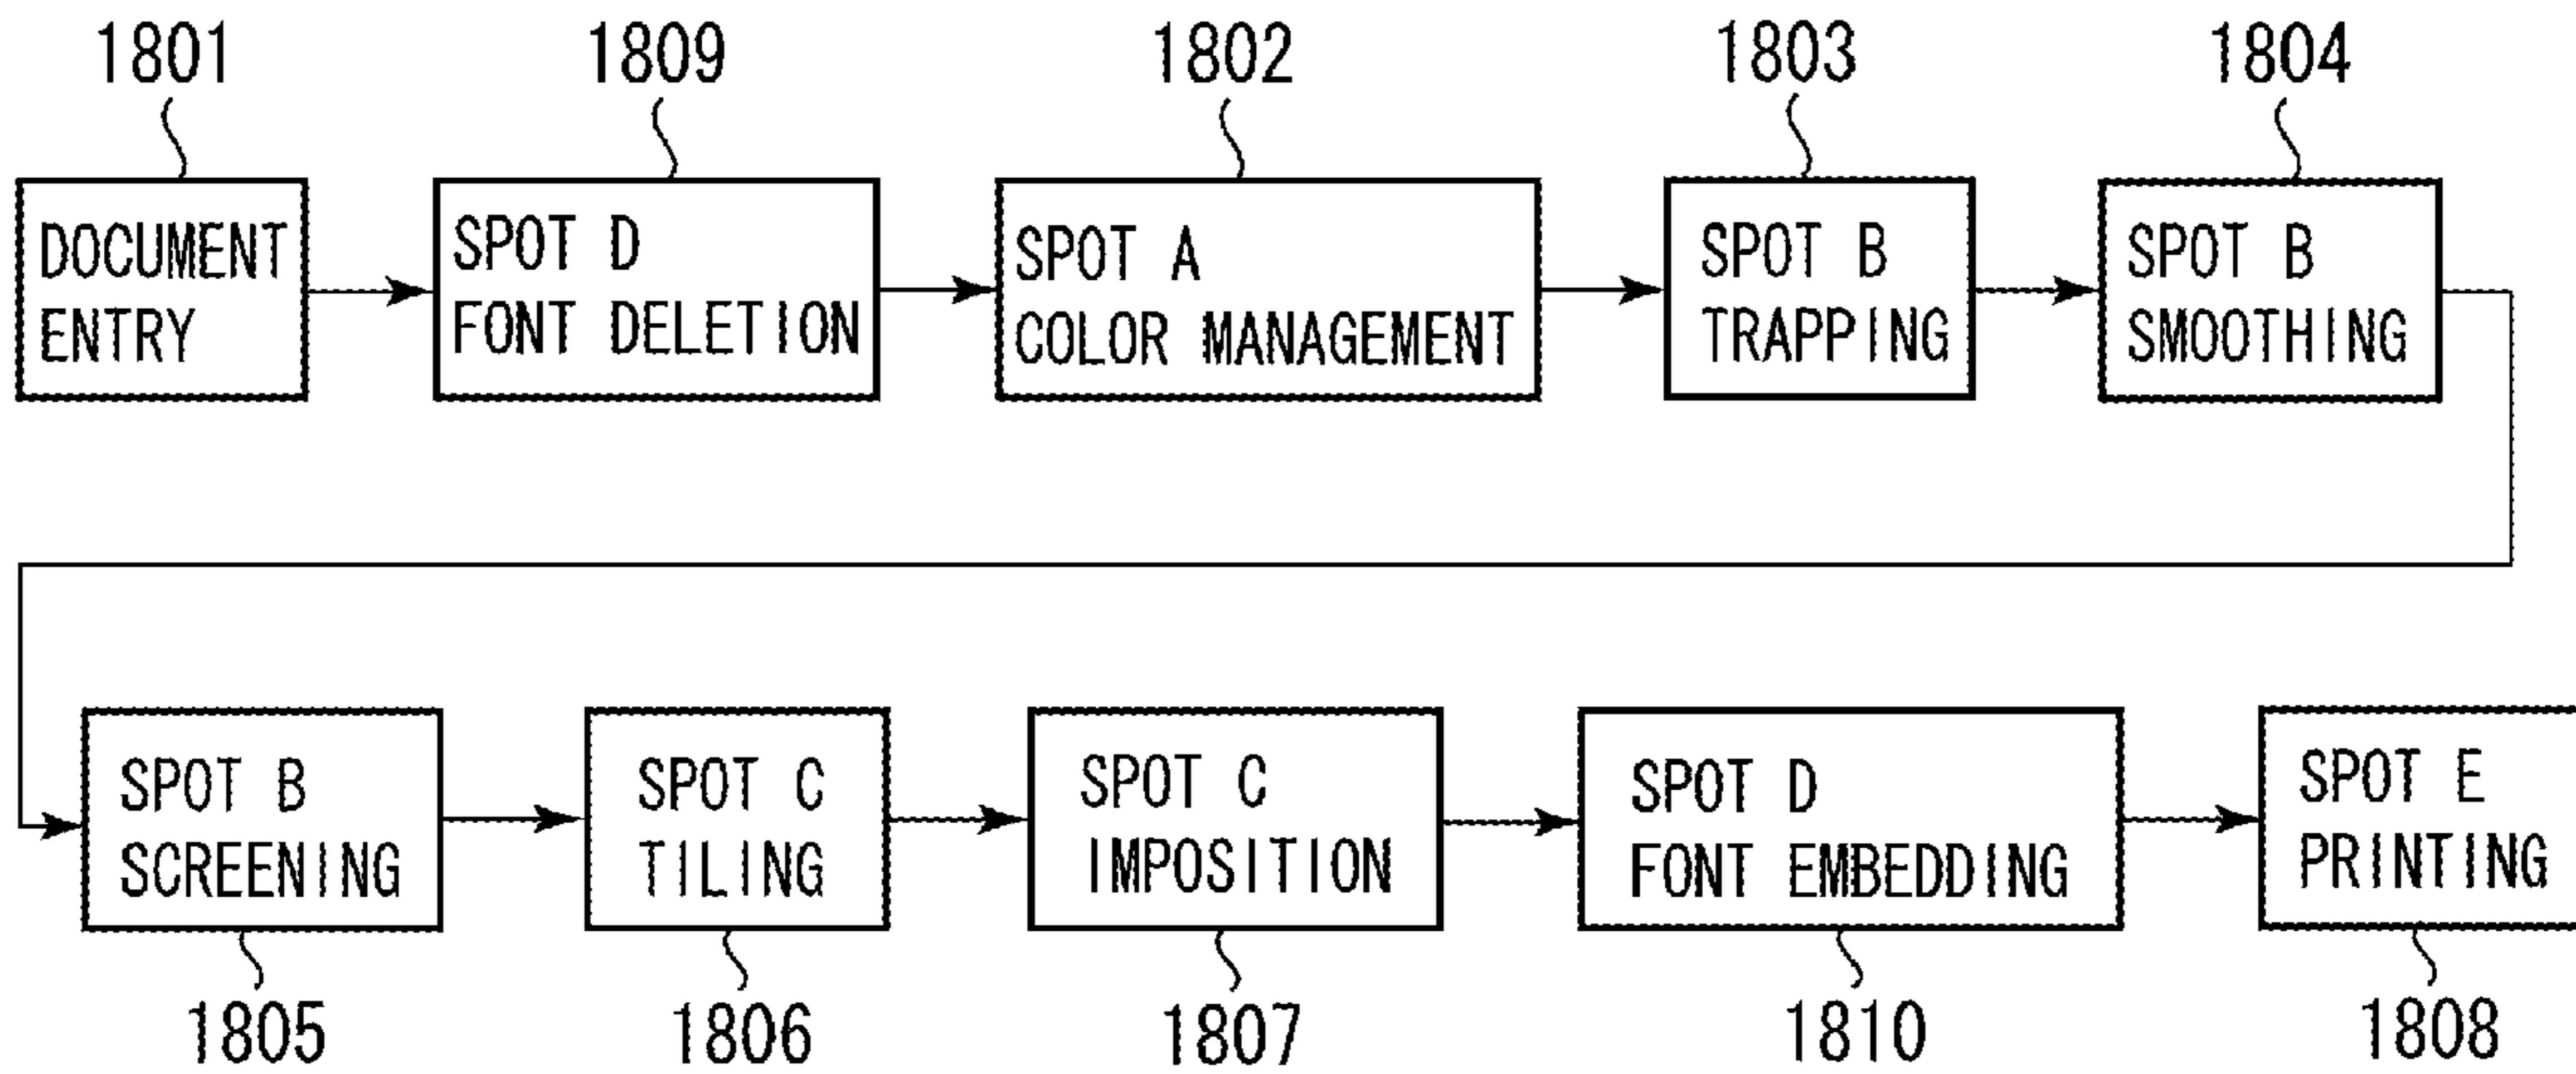 1801 1809 1802 1803 1804
DOCUMENT
ENTRY
SPOT D
FONT DELETION
SPOT A
COLOR MANAGEMENT
SPOT B
TRAPPING
SPOT B
SMOOTHING
SPOT B
SCREENING
SPOT C
TILING
SPOT C
IMPOSITION
SPOT D
FONT EMBEDDING
SPOT E
PRINTING
1805 1806 1807 1810 1808